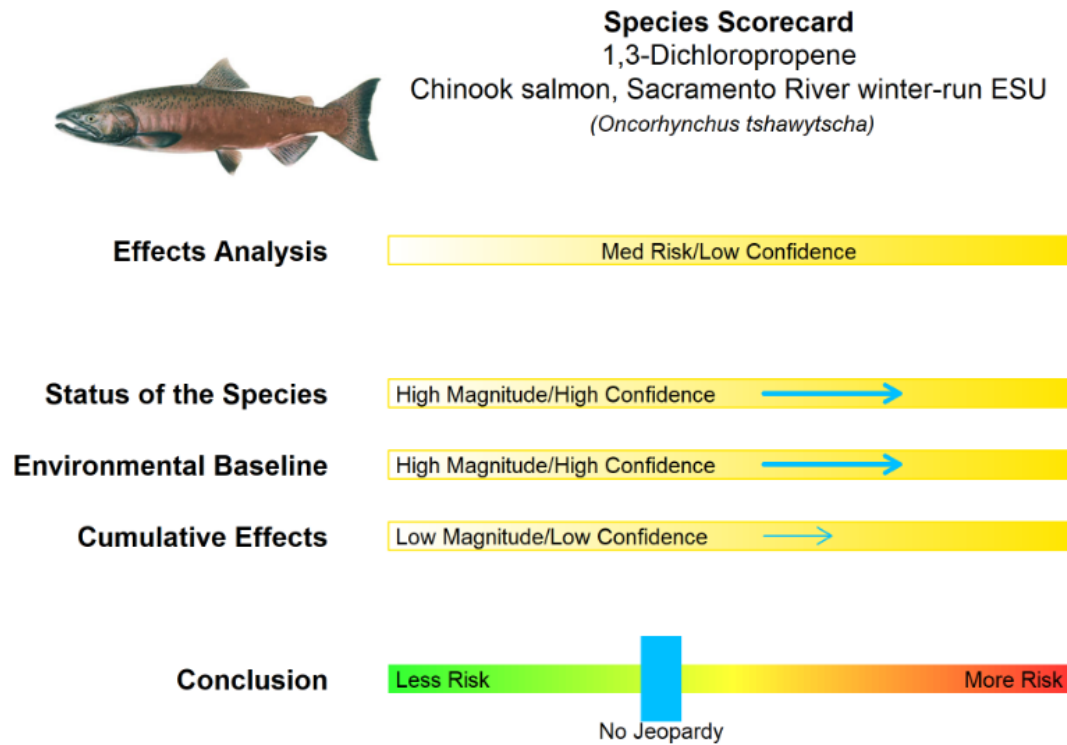 Species Scorecard
1,3-Dichloropropene
Chinook salmon, Sacramento River winter-run ESU
(Oncorhynchus tshawytscha)
Effects Analysis
Med Risk/Low Confidence
Status of the Species
High Magnitude/High Confidence
Environmental Baseline
High Magnitude/High Confidence
Cumulative Effects
Low Magnitude/Low Confidence
Conclusion
Less Risk
More Risk
No Jeopardy